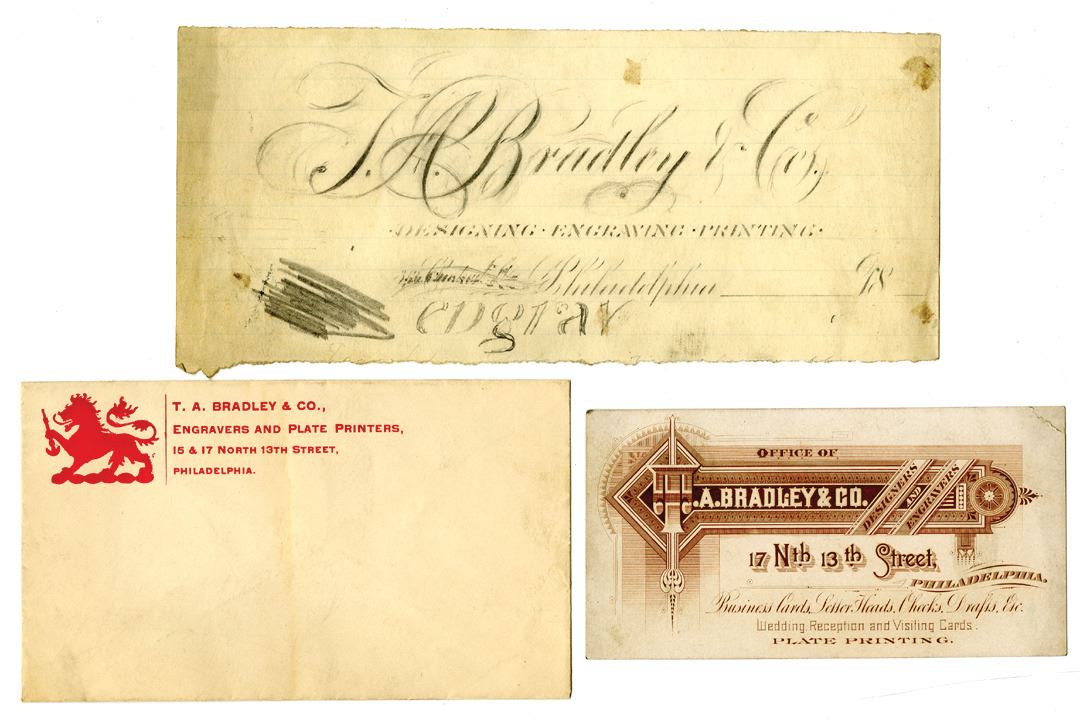 T. A. Bradley & Co.,
· DESIGNING · ENGRAVING · PRINTING ·
Philadelphia 18
T. A. BRADLEY & CO.,
ENGRAVERS AND PLATE PRINTERS,
15 & 17 NORTH 13TH STREET,
PHILADELPHIA.
OFFICE OF
T.A.BRADLEY & CO.
DESIGNERS
AND
ENGRAVERS
17 Nth 13th Street,
PHILADELPHIA.
Business Cards, Letter Heads, Checks, Drafts, Etc.
Wedding, Reception and Visiting Cards.
PLATE PRINTING.